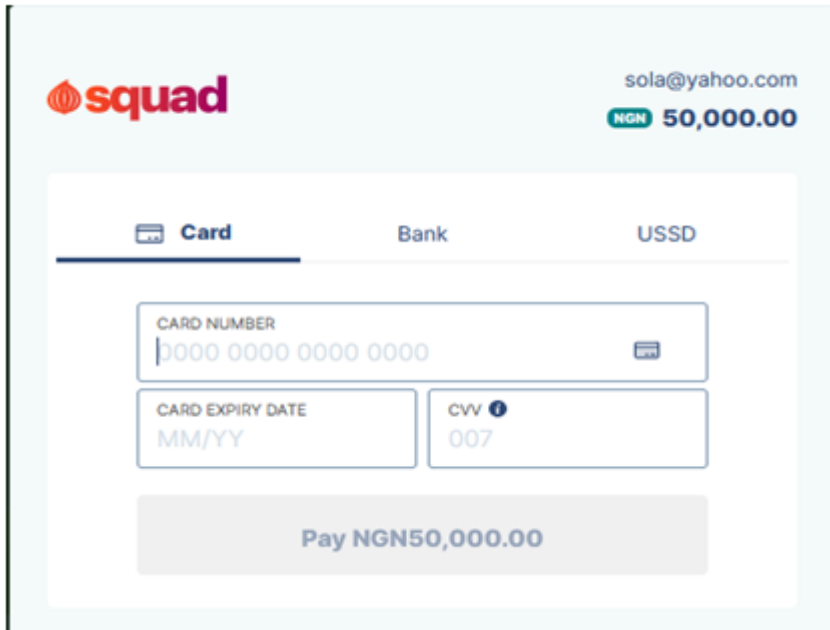 squad
sola@yahoo.com
NGN 50,000.00
Card Bank USSD
CARD NUMBER
0000 0000 0000 0000
CARD EXPIRY DATE CVV
MM/YY 007
Pay NGN50,000.00